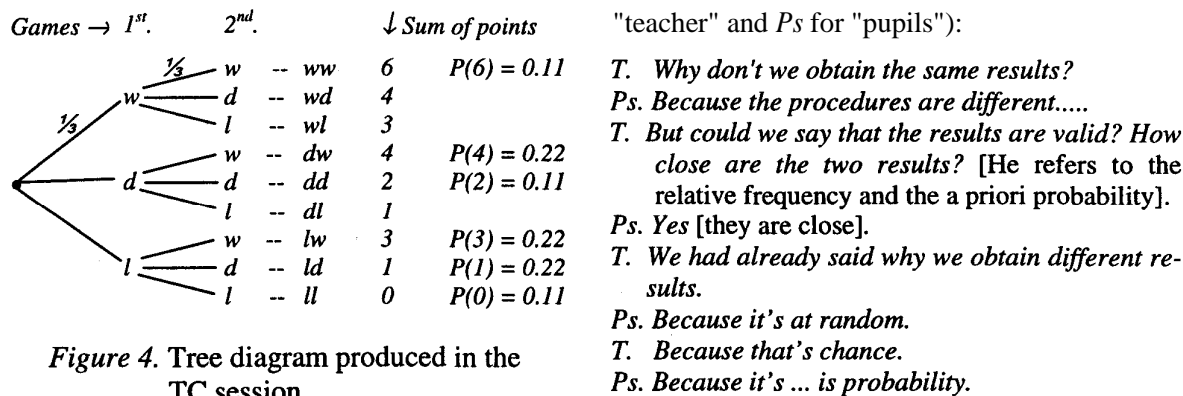 Games → 1st. 2nd. ↓ Sum of points
⅓ w -- ww 6 P(6) = 0.11
⅓ w d -- wd 4
l -- wl 3
w -- dw 4 P(4) = 0.22
d d -- dd 2 P(2) = 0.11
l -- dl 1
w -- lw 3 P(3) = 0.22
l d -- ld 1 P(1) = 0.22
l -- ll 0 P(0) = 0.11
Figure 4. Tree diagram produced in the
TC session
"teacher" and Ps for "pupils"):
T. Why don't we obtain the same results?
Ps. Because the procedures are different.....
T. But could we say that the results are valid? How
close are the two results? [He refers to the
relative frequency and the a priori probability].
Ps. Yes [they are close].
T. We had already said why we obtain different re-
sults.
Ps. Because it's at random.
T. Because that's chance.
Ps. Because it's ... is probability.